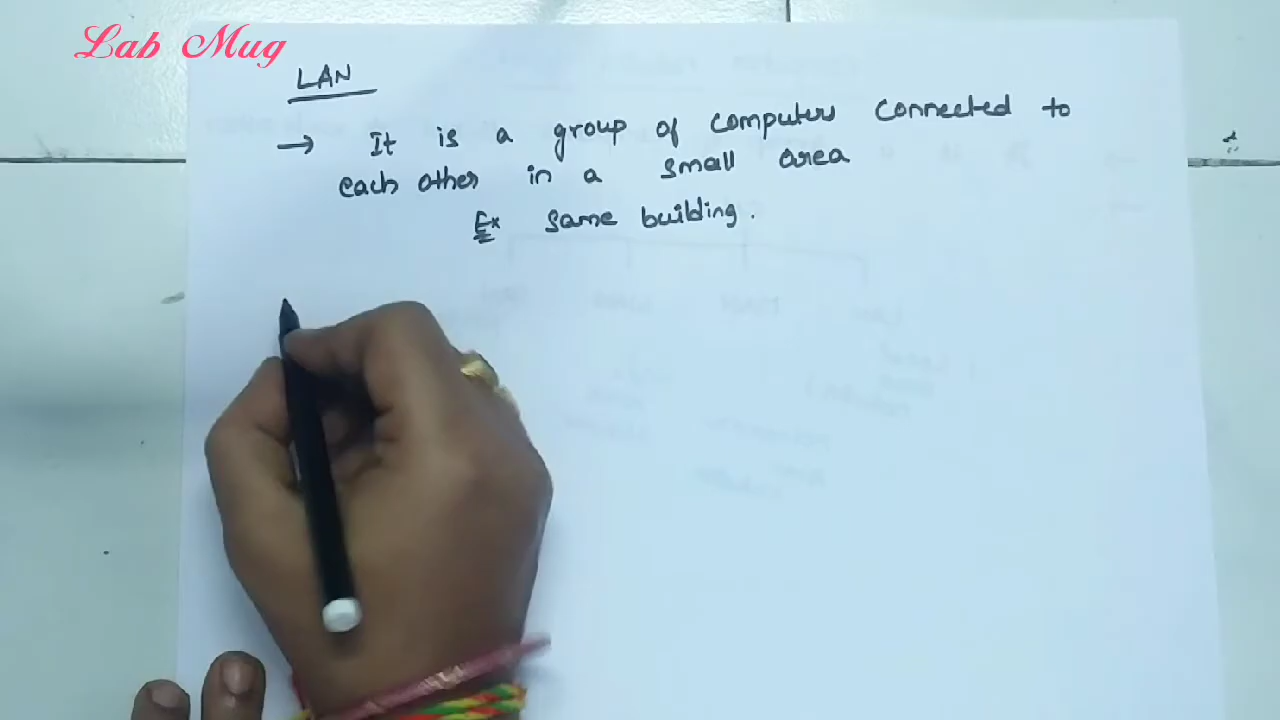 Lab Mug
LAN
→ It is a group of computers connected to
each other in a small area
Ex same building.